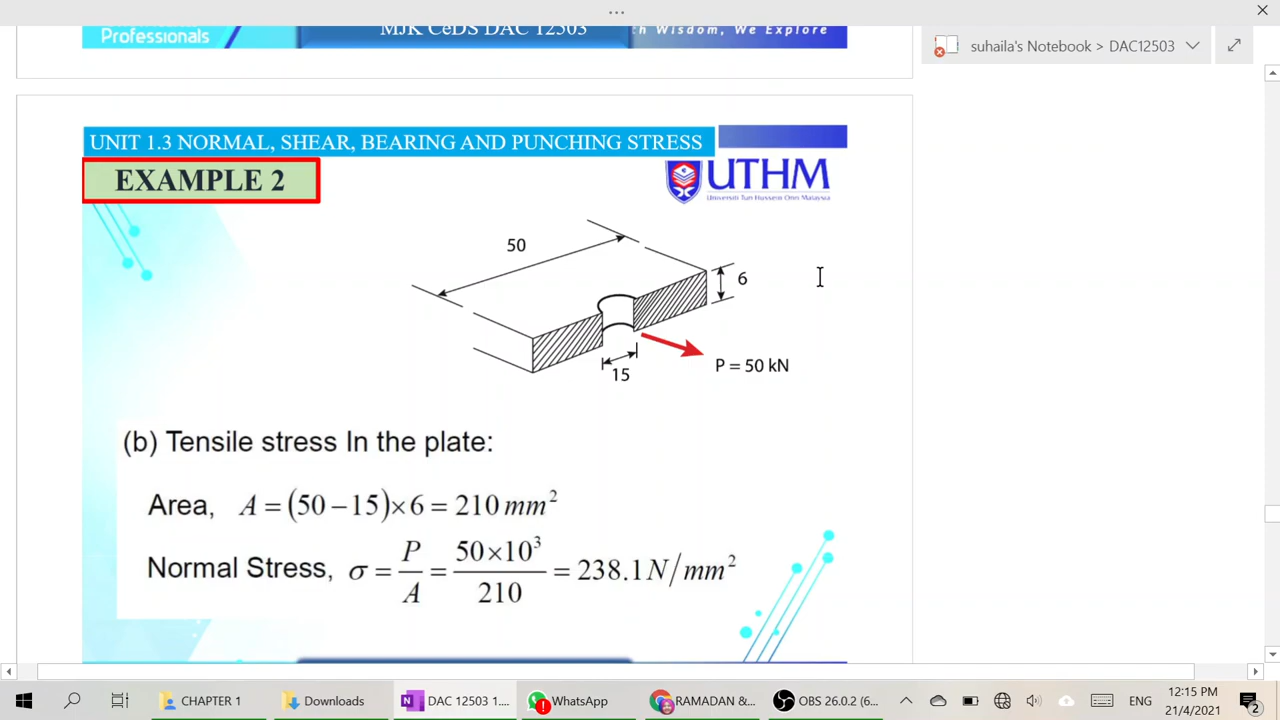 Professionals
MJK CeDS DAC 12503
h Wisdom, We Explore
suhaila's Notebook > DAC12503
UNIT 1.3 NORMAL, SHEAR, BEARING AND PUNCHING STRESS
EXAMPLE 2
UTHM
Universiti Tun Hussein Onn Malaysia
50
6
15
P = 50 kN
(b) Tensile stress In the plate:
Area, A = (50 − 15) × 6 = 210 mm²
Normal Stress, σ = P/A = 50×10³/210 = 238.1 N/mm²
CHAPTER 1
Downloads
DAC 12503 1....
WhatsApp
RAMADAN &...
OBS 26.0.2 (6...
ENG
12:15 PM
21/4/2021
2